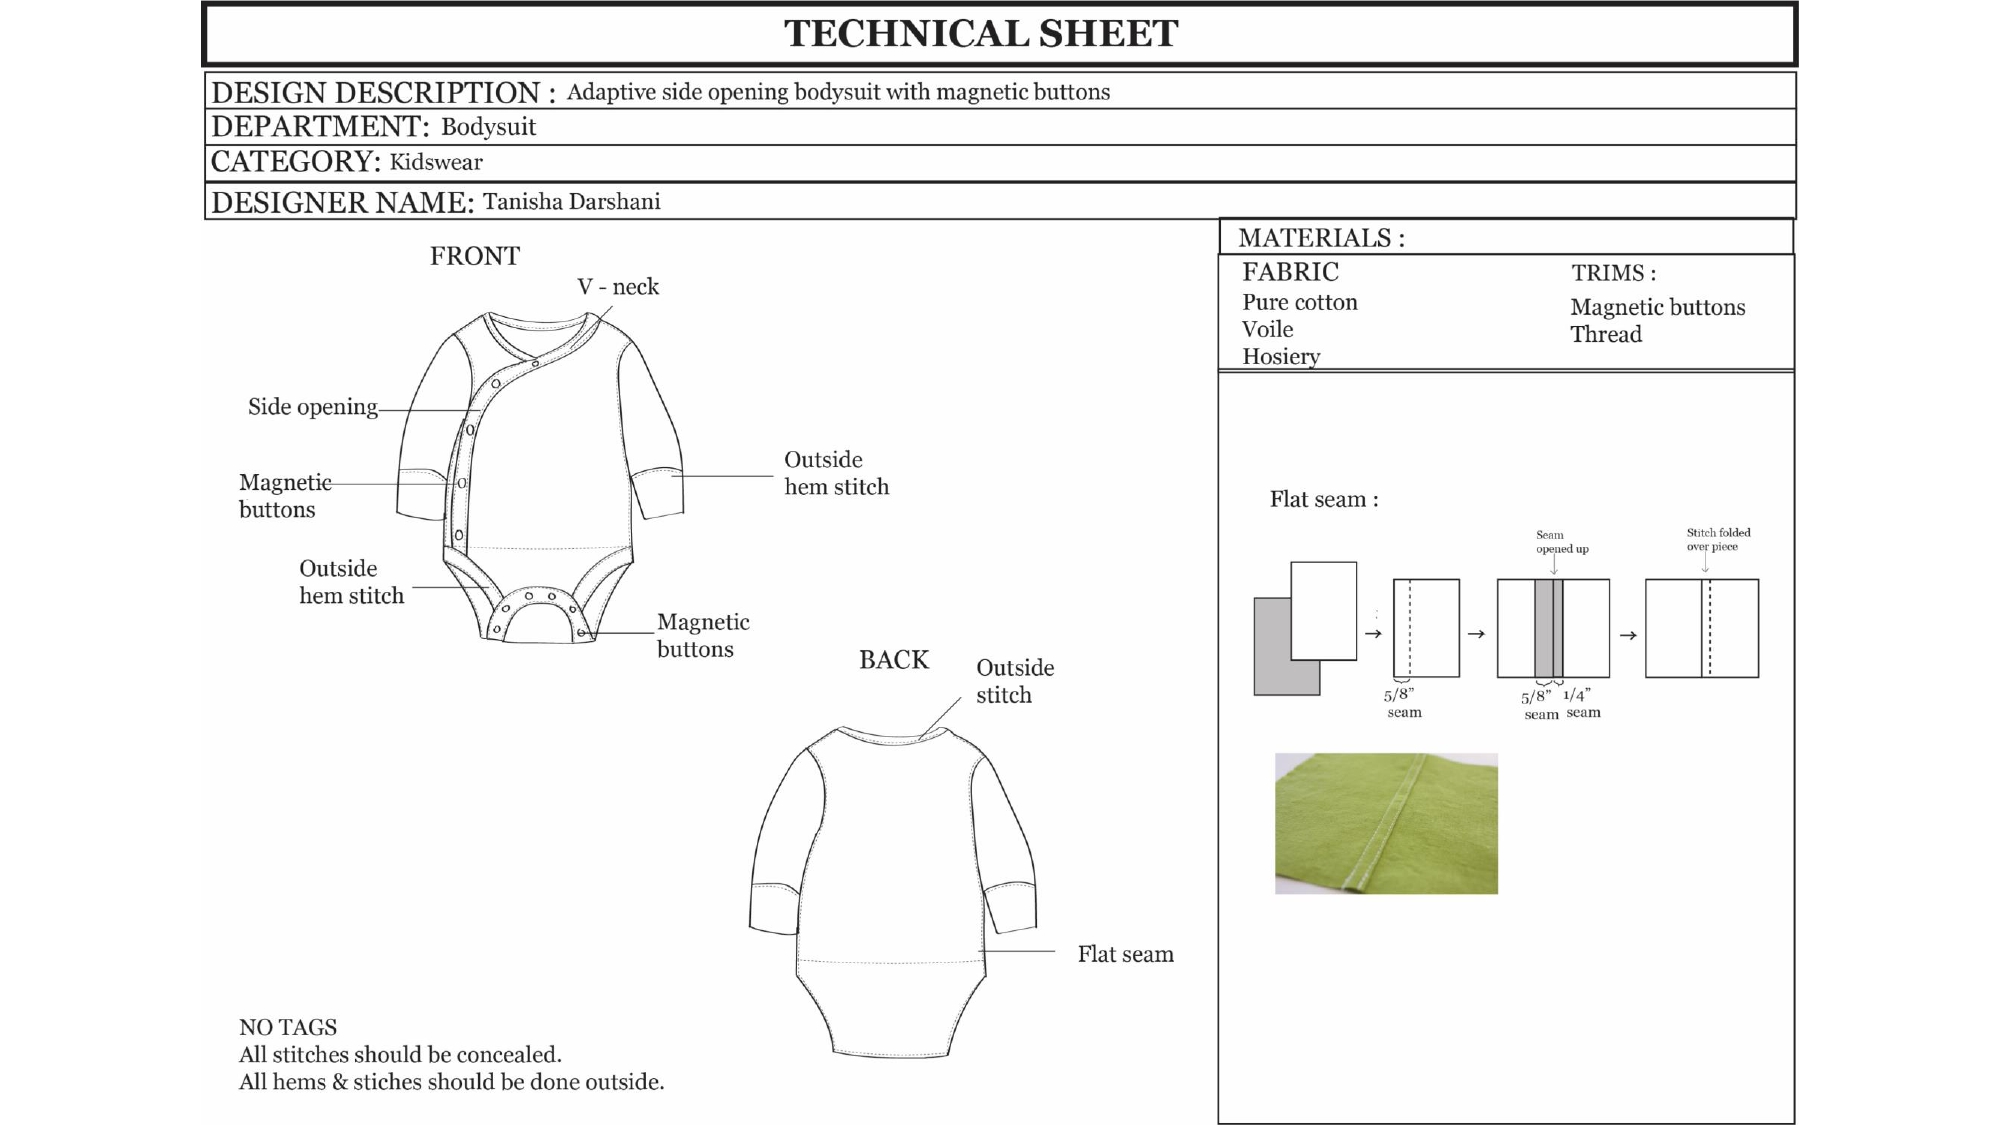 TECHNICAL SHEET
DESIGN DESCRIPTION : Adaptive side opening bodysuit with magnetic buttons
DEPARTMENT: Bodysuit
CATEGORY: Kidswear
DESIGNER NAME: Tanisha Darshani
FRONT
V - neck
Side opening
Magnetic
buttons
Outside
hem stitch
Outside
hem stitch
Magnetic
buttons
BACK
Outside
stitch
Flat seam
NO TAGS
All stitches should be concealed.
All hems & stiches should be done outside.
MATERIALS :
FABRIC
Pure cotton
Voile
Hosiery
TRIMS :
Magnetic buttons
Thread
Flat seam :
Seam
opened up
Stitch folded
over piece
5/8”
seam
5/8” 1/4”
seam seam